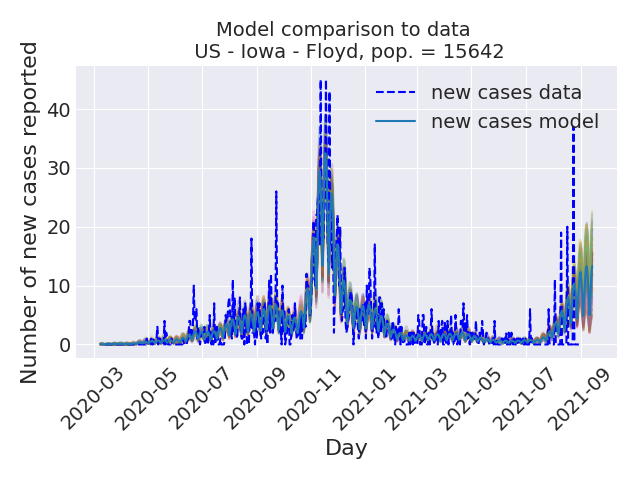 Model comparison to data
US - Iowa - Floyd, pop. = 15642
Number of new cases reported
40
30
20
10
0
new cases data
new cases model
2020-03
2020-05
2020-07
2020-09
2020-11
2021-01
2021-03
2021-05
2021-07
2021-09
Day